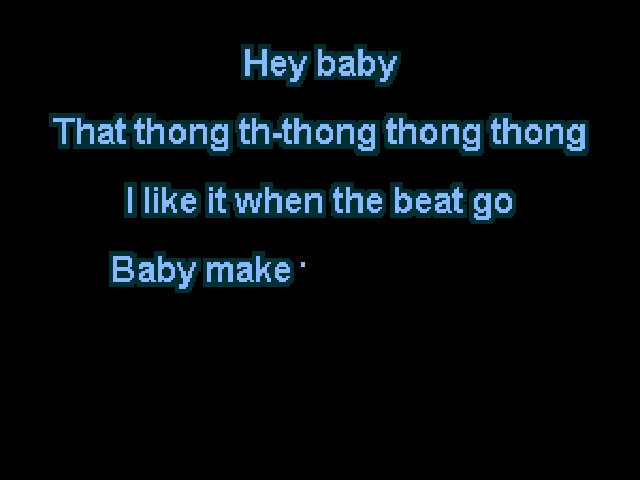 Hey baby
That thong th-thong thong thong
I like it when the beat go
Baby make